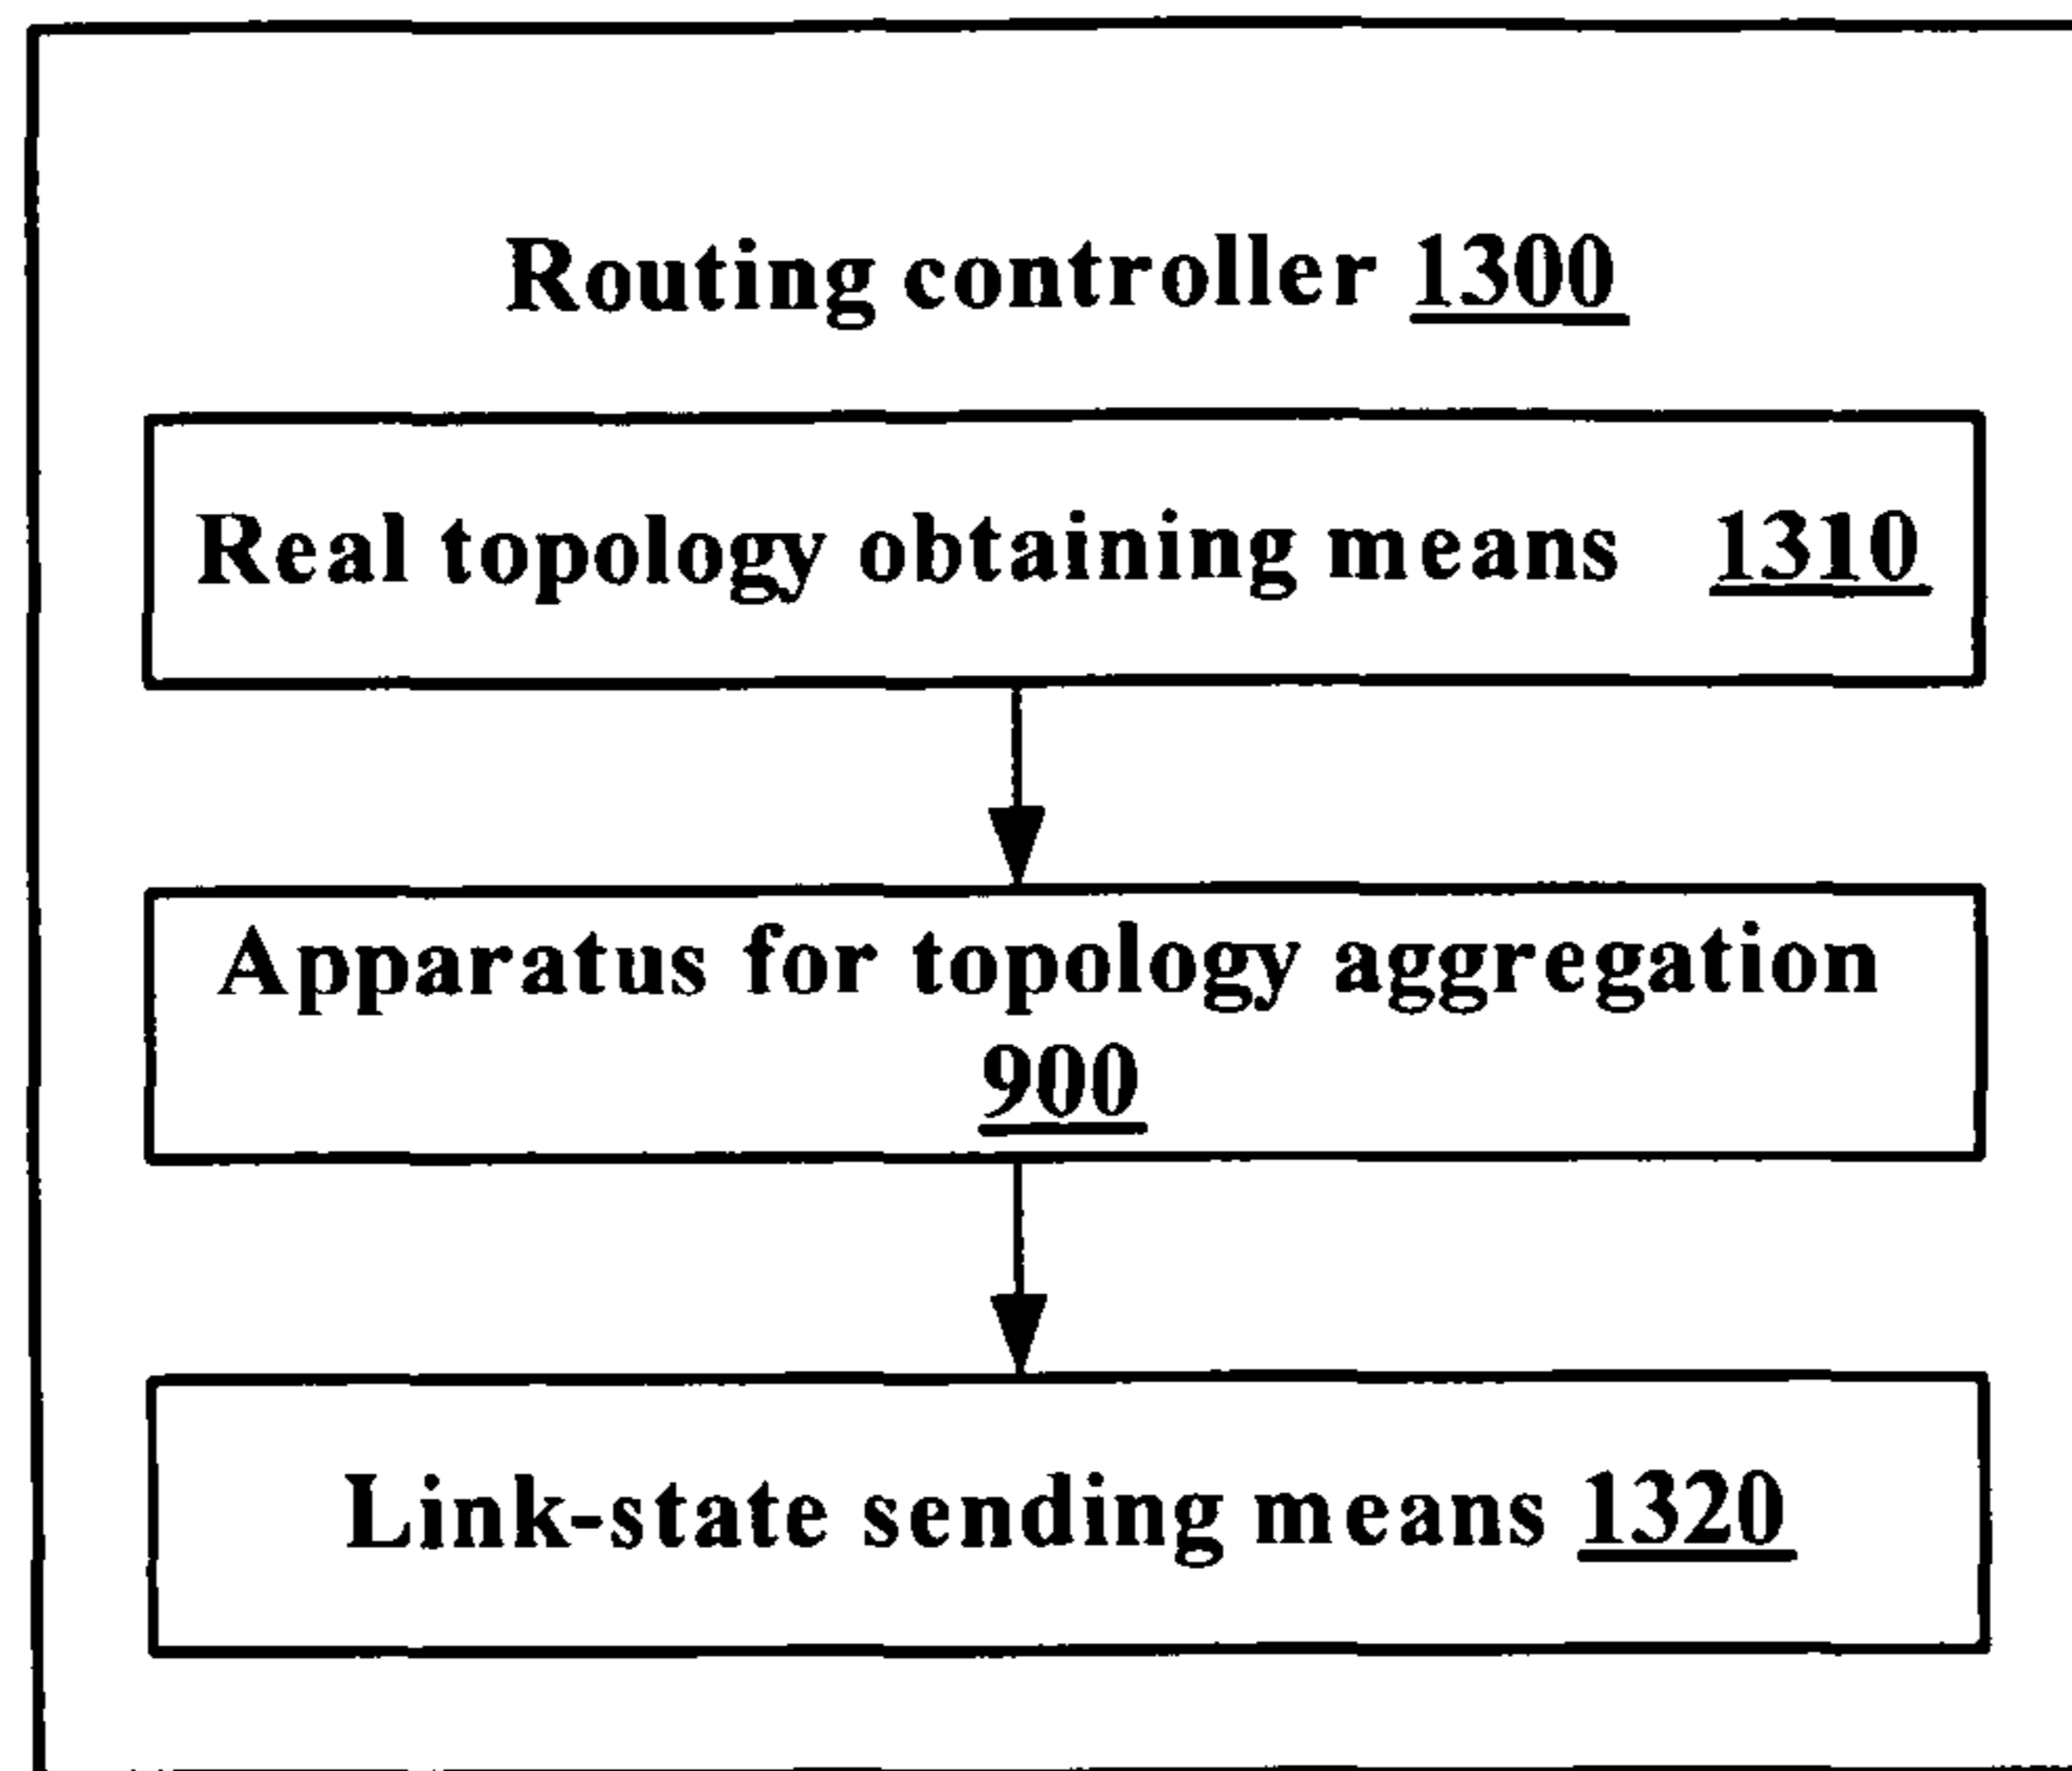 Routing controller 1300
Real topology obtaining means 1310
Apparatus for topology aggregation
900
Link-state sending means 1320